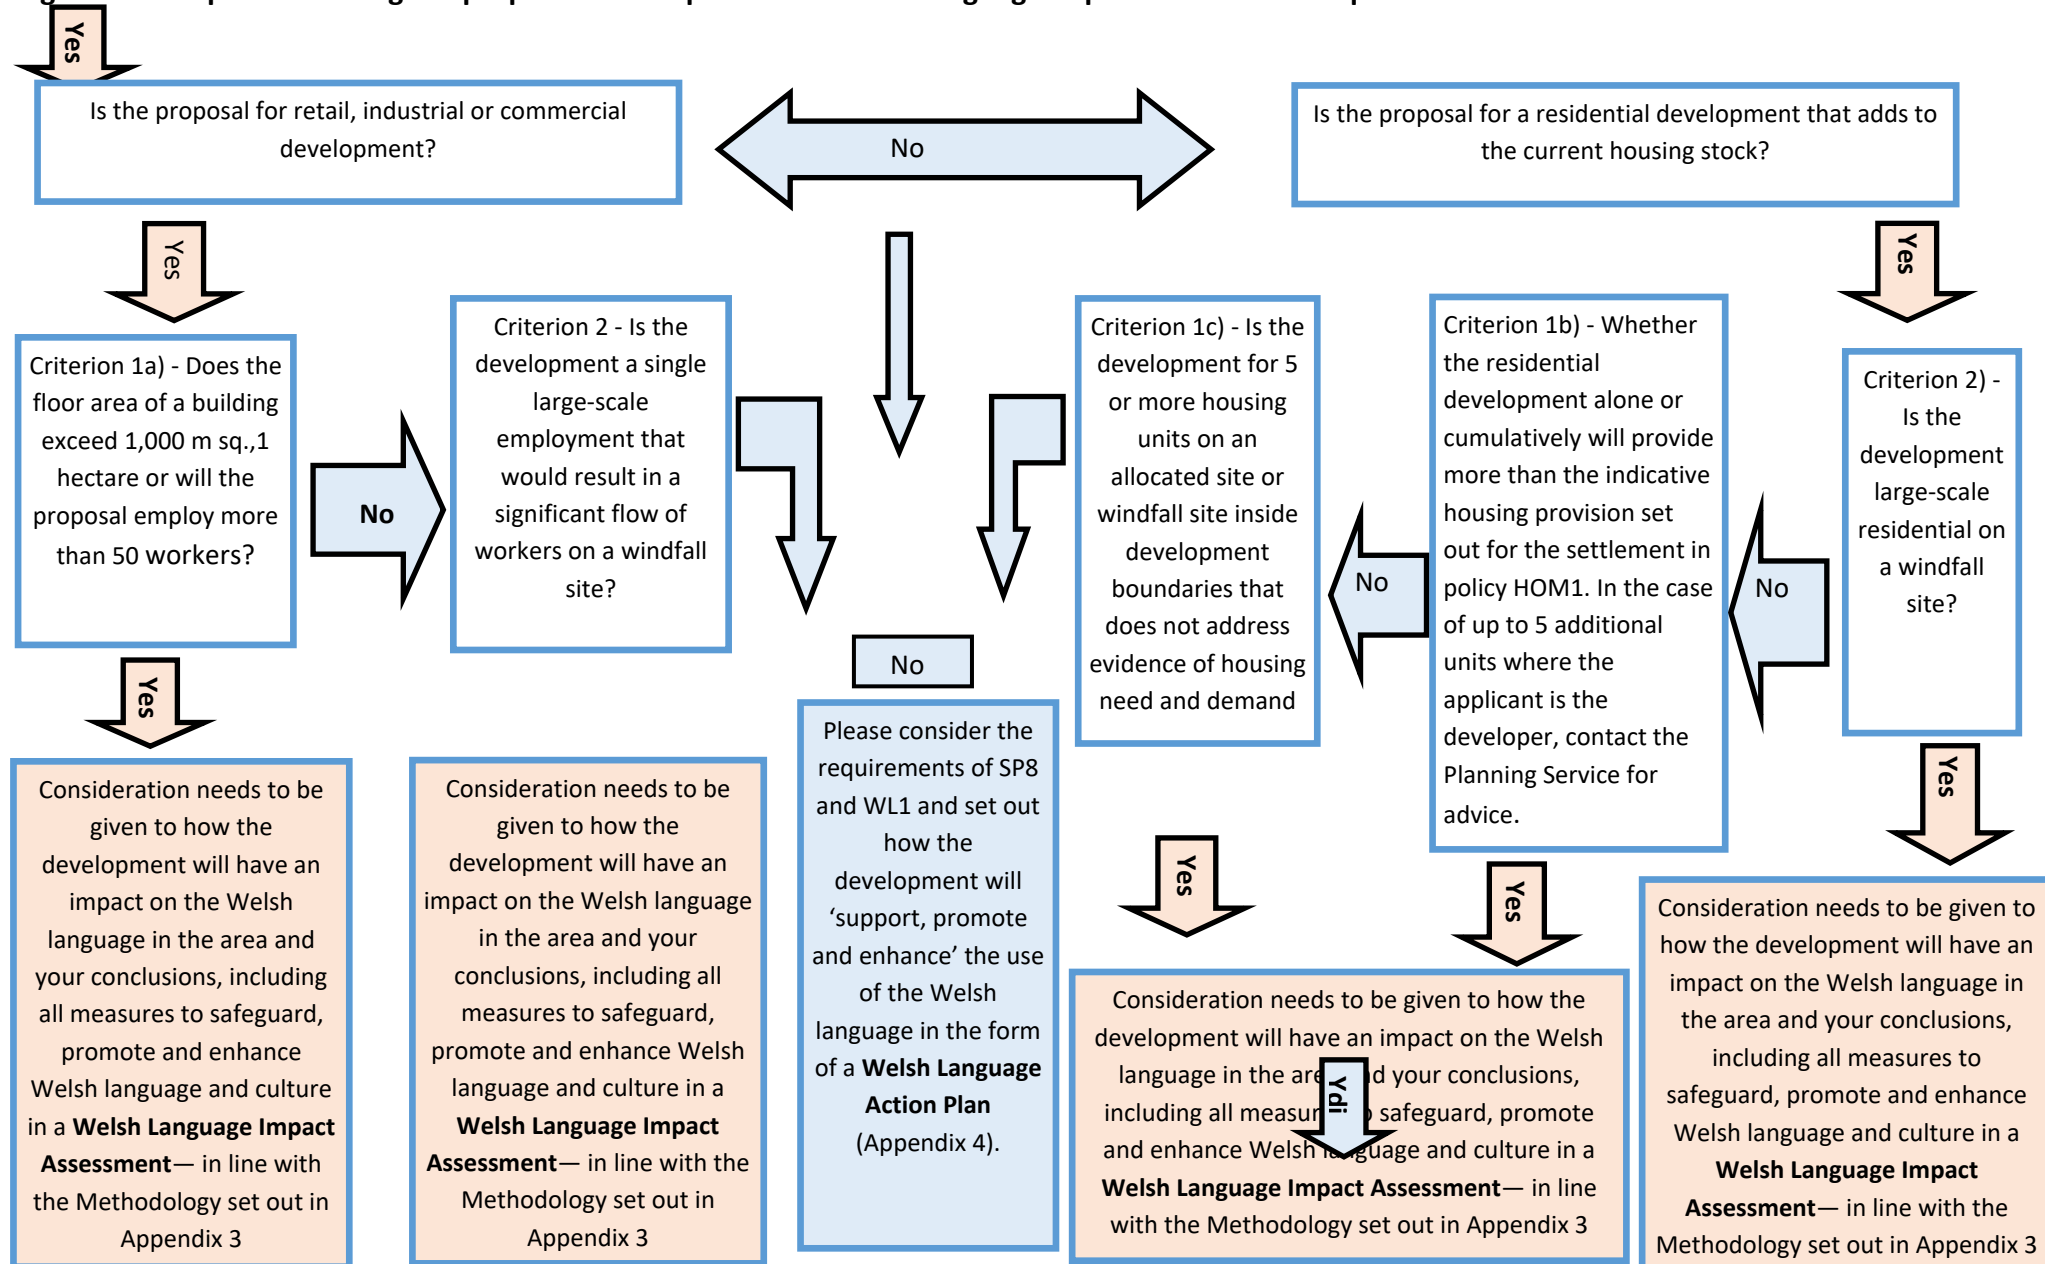 Yes
Is the proposal for retail, industrial or commercial
development?
No
Is the proposal for a residential development that adds to
the current housing stock?
Yes
Yes
Criterion 1a) - Does the
floor area of a building
exceed 1,000 m sq.,1
hectare or will the
proposal employ more
than 50 workers?
No
Criterion 2 - Is the
development a single
large-scale
employment that
would result in a
significant flow of
workers on a windfall
site?
Criterion 1c) - Is the
development for 5
or more housing
units on an
allocated site or
windfall site inside
development
boundaries that
does not address
evidence of housing
need and demand
No
Criterion 1b) - Whether
the residential
development alone or
cumulatively will provide
more than the indicative
housing provision set
out for the settlement in
policy HOM1. In the case
of up to 5 additional
units where the
applicant is the
developer, contact the
Planning Service for
advice.
No
Criterion 2) -
Is the
development
large-scale
residential on
a windfall
site?
Yes
No
Yes
Yes
Yes
Consideration needs to be
given to how the
development will have an
impact on the Welsh
language in the area and
your conclusions, including
all measures to safeguard,
promote and enhance
Welsh language and culture
in a Welsh Language Impact
Assessment— in line with
the Methodology set out in
Appendix 3
Consideration needs to be
given to how the
development will have an
impact on the Welsh language
in the area and your
conclusions, including all
measures to safeguard,
promote and enhance Welsh
language and culture in a
Welsh Language Impact
Assessment— in line with the
Methodology set out in
Appendix 3
Please consider the
requirements of SP8
and WL1 and set out
how the
development will
‘support, promote
and enhance’ the use
of the Welsh
language in the form
of a Welsh Language
Action Plan
(Appendix 4).
Consideration needs to be given to how the
development will have an impact on the Welsh
language in the your conclusions,
including all safeguard, promote
and enhance Welsh language and culture in a
Welsh Language Impact Assessment— in line
with the Methodology set out in Appendix 3
Ydi
Consideration needs to be given to
how the development will have an
impact on the Welsh language in
the area and your conclusions,
including all measures to
safeguard, promote and enhance
Welsh language and culture in a
Welsh Language Impact
Assessment— in line with the
Methodology set out in Appendix 3